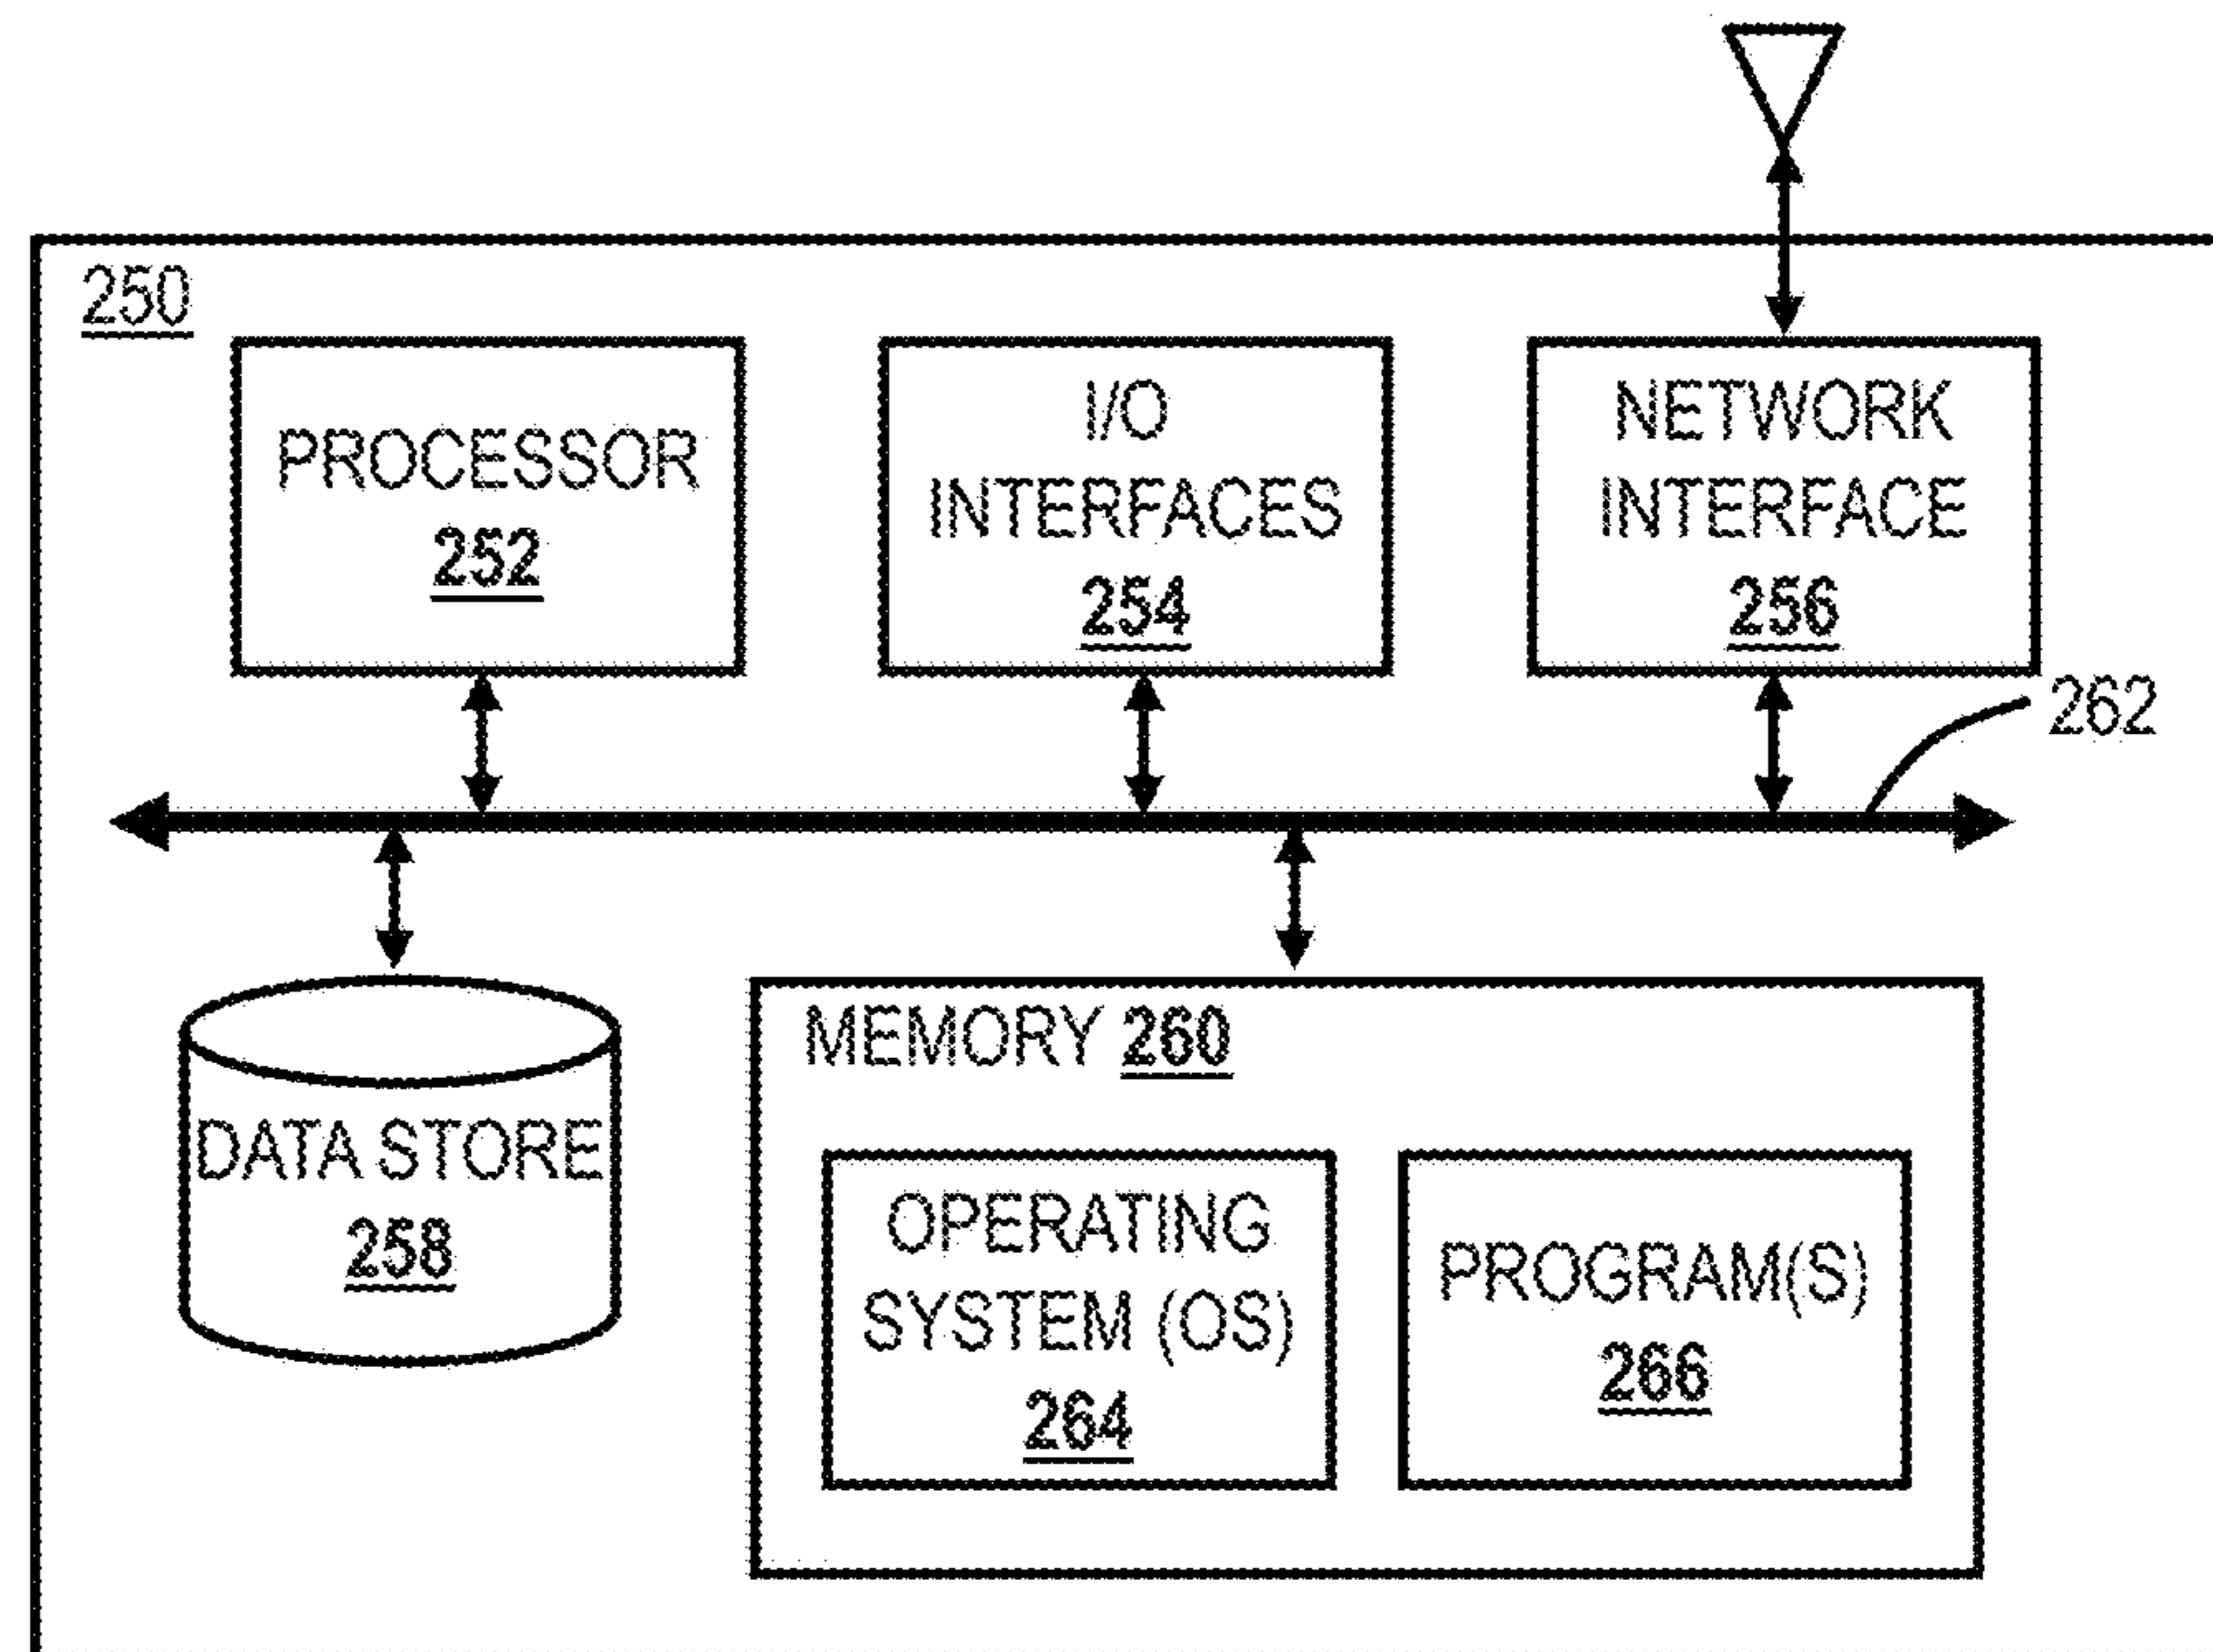 250
PROCESSOR
252
I/O
INTERFACES
254
NETWORK
INTERFACE
256
262
DATA STORE
258
MEMORY 260
OPERATING
SYSTEM (OS)
264
PROGRAM(S)
266